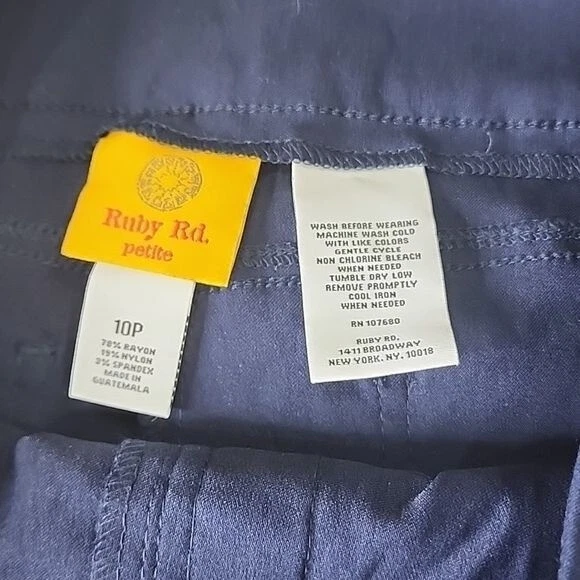 Ruby Rd.
petite
10P
78% RAYON
19% NYLON
3% SPANDEX
MADE IN
GUATEMALA
WASH BEFORE WEARING
MACHINE WASH COLD
WITH LIKE COLORS
GENTLE CYCLE
NON CHLORINE BLEACH
WHEN NEEDED
TUMBLE DRY LOW
REMOVE PROMPTLY
COOL IRON
WHEN NEEDED
RN 107680
RUBY RD.
1411 BROADWAY
NEW YORK, NY. 10018